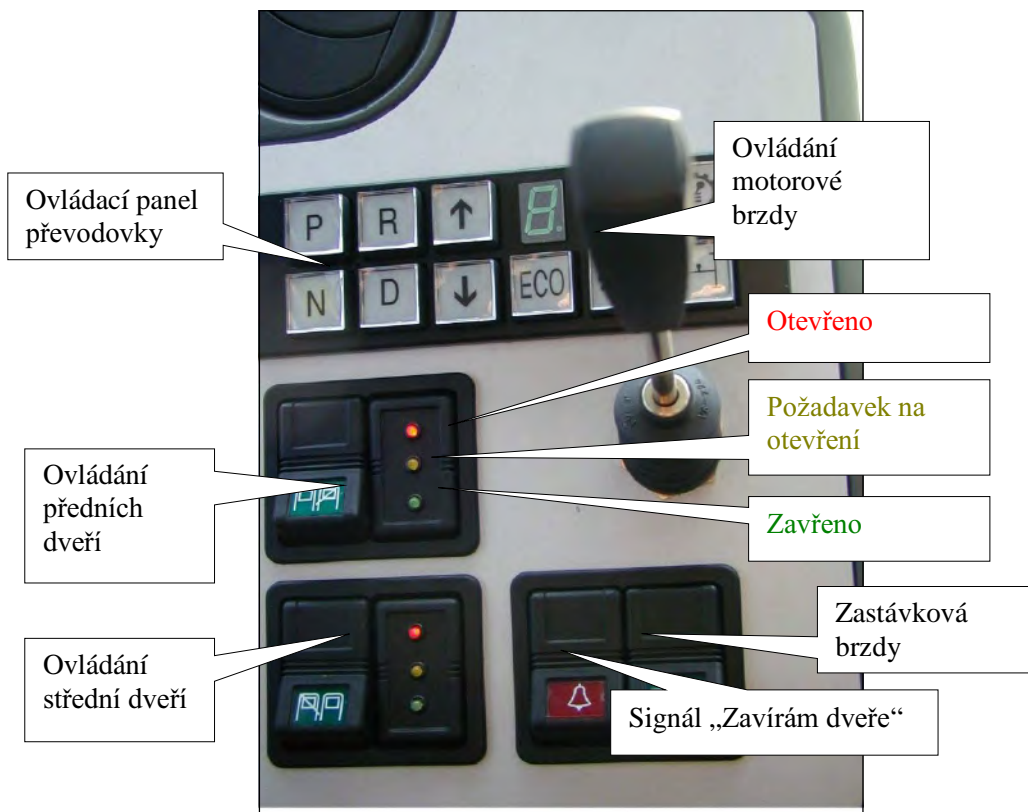 Ovládání
motorové
brzdy
Ovládací panel
převodovky
P R ↑ 8.
N D ↓ ECO
Otevřeno
Požadavek na
otevření
Zavřeno
Ovládání
předních
dveří
Ovládání
střední dveří
Zastávková
brzdy
Signál „Zavírám dveře“